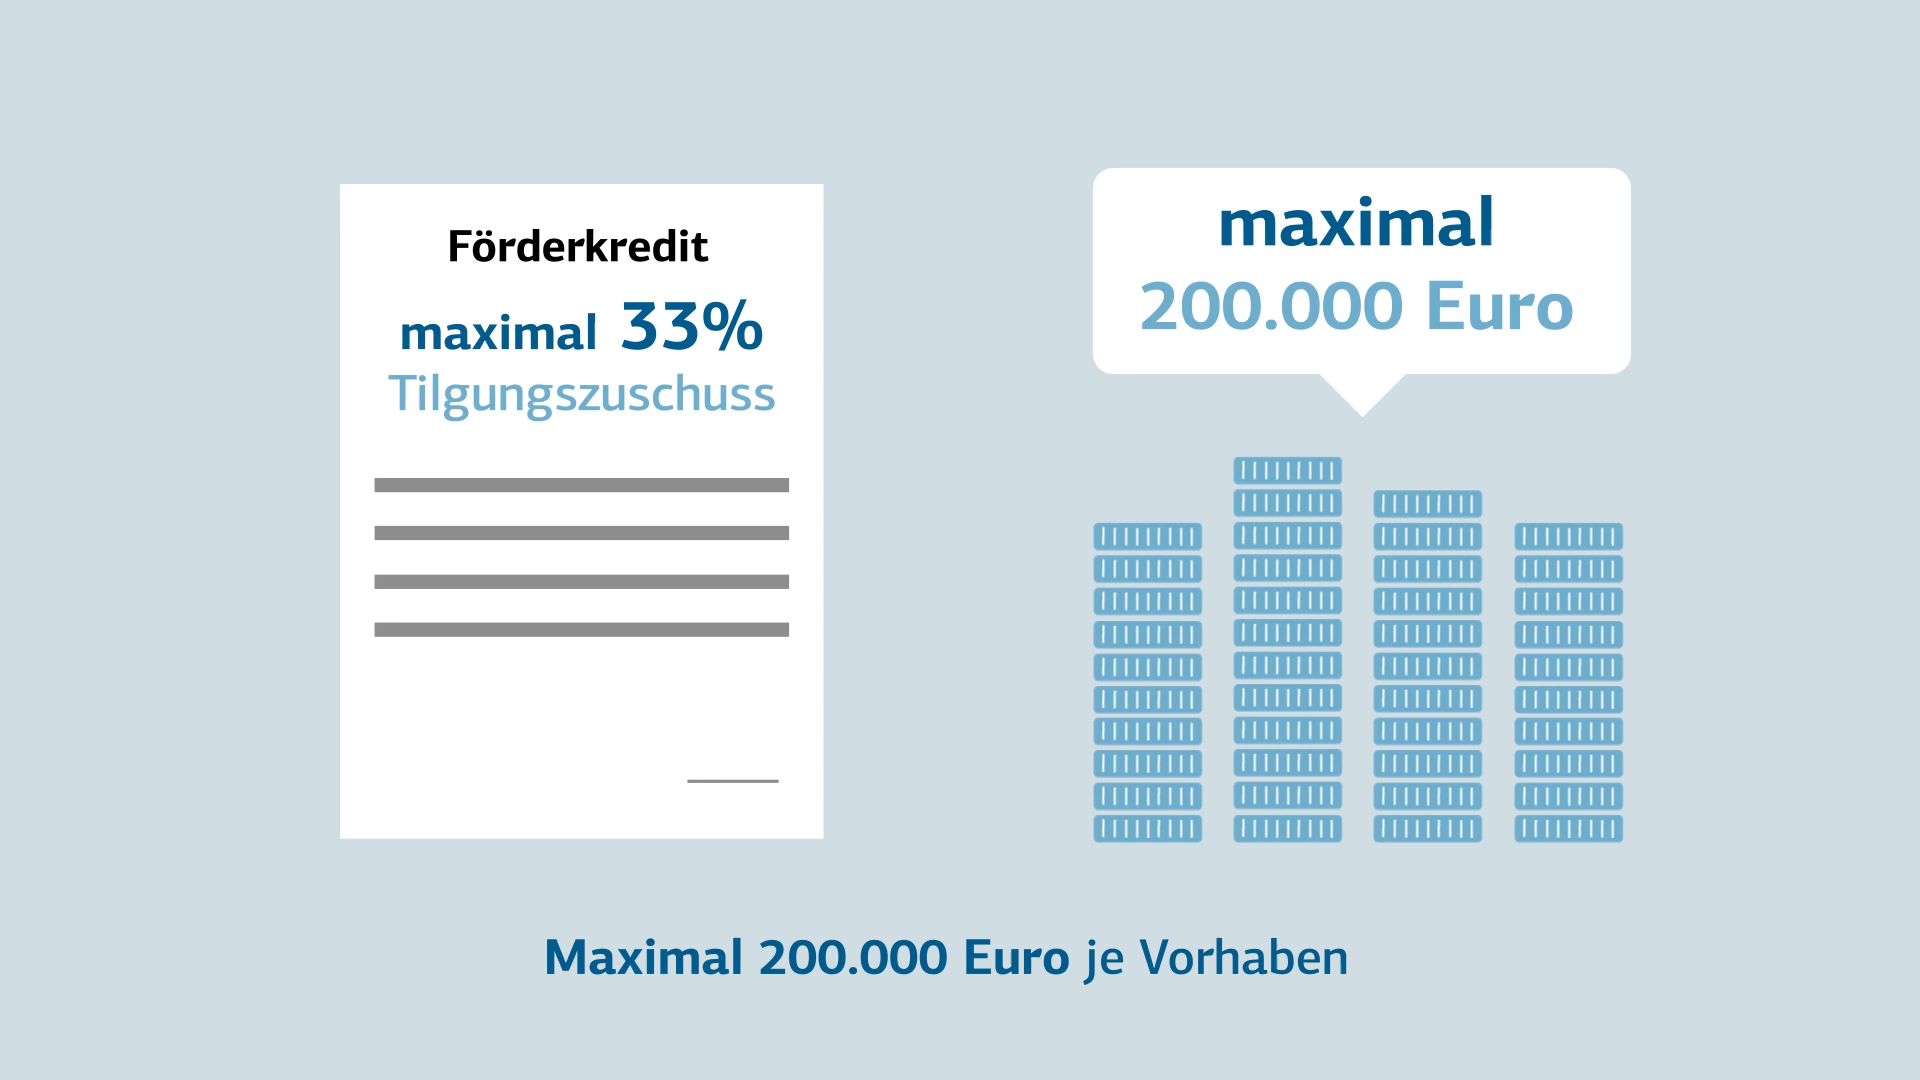 Förderkredit
maximal 33%
Tilgungszuschuss
maximal
200.000 Euro
Maximal 200.000 Euro je Vorhaben